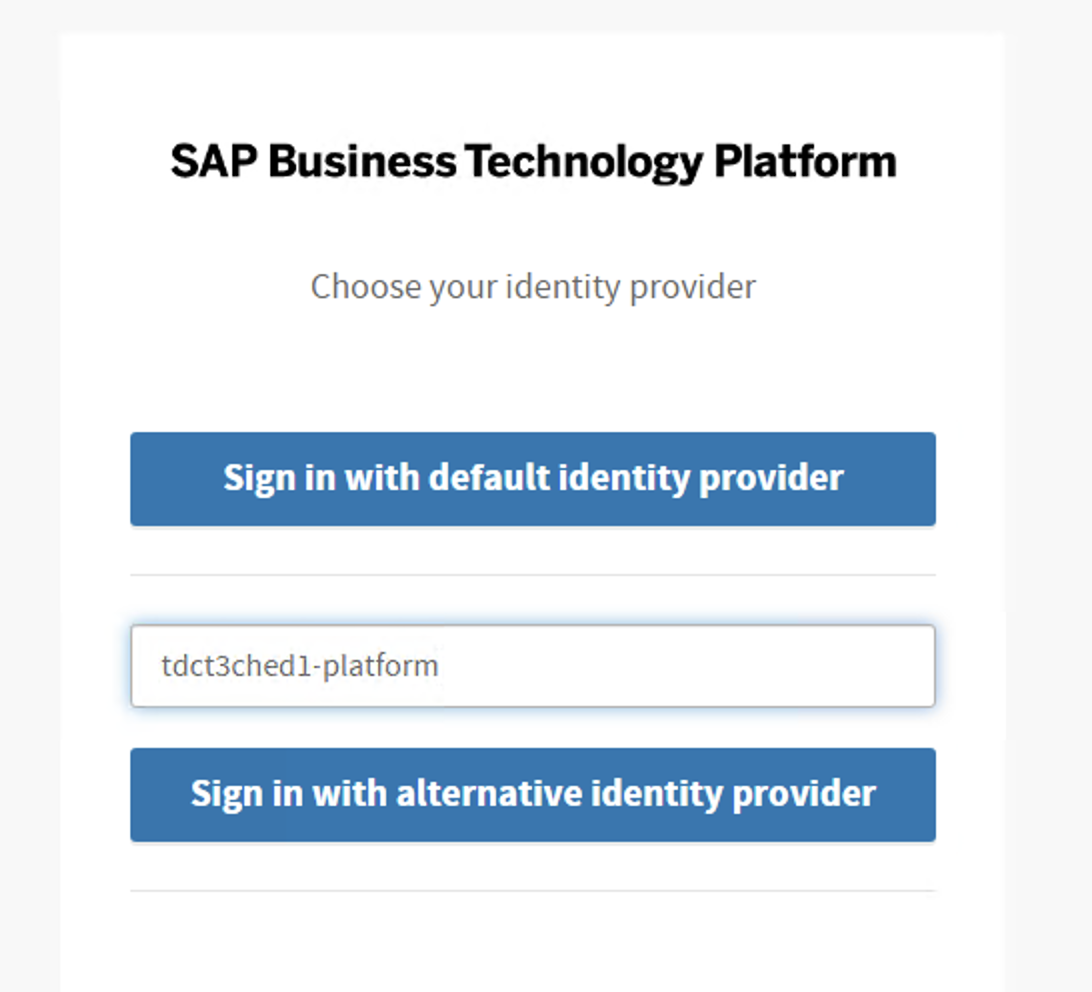 SAP Business Technology Platform
Choose your identity provider
Sign in with default identity provider
tdct3ched1-platform
Sign in with alternative identity provider